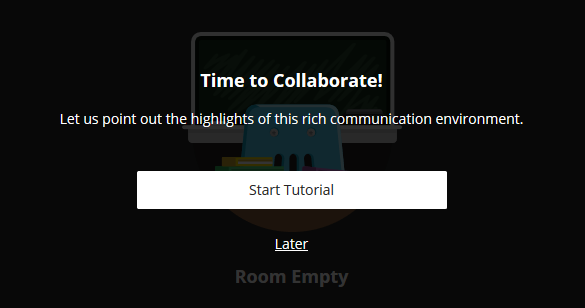 Time to Collaborate!
Let us point out the highlights of this rich communication environment.
Start Tutorial
Later
Room Empty